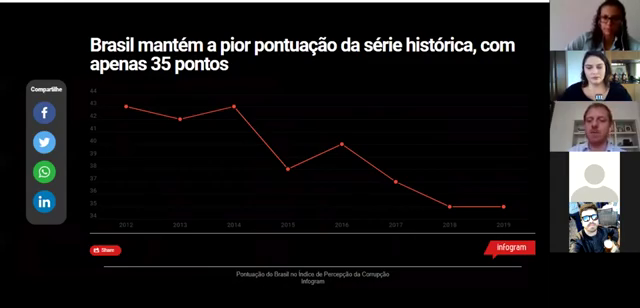 Brasil mantém a pior pontuação da série histórica, com
apenas 35 pontos
Compartilhe
44
43
42
41
40
39
38
37
36
35
34
2012 2013 2014 2015 2016 2017 2018 2019
Share
infogram
Pontuação do Brasil no Índice de Percepção da Corrupção
Infogram